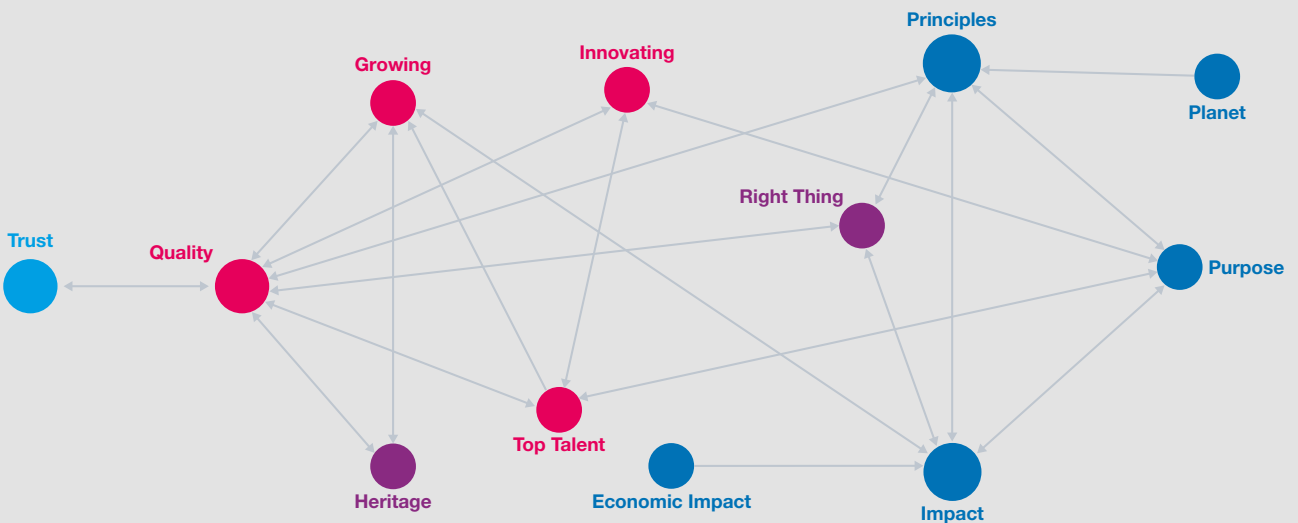 Principles
Innovating
Growing
Planet
Right Thing
Trust
Quality
Purpose
Top Talent
Heritage
Economic Impact
Impact